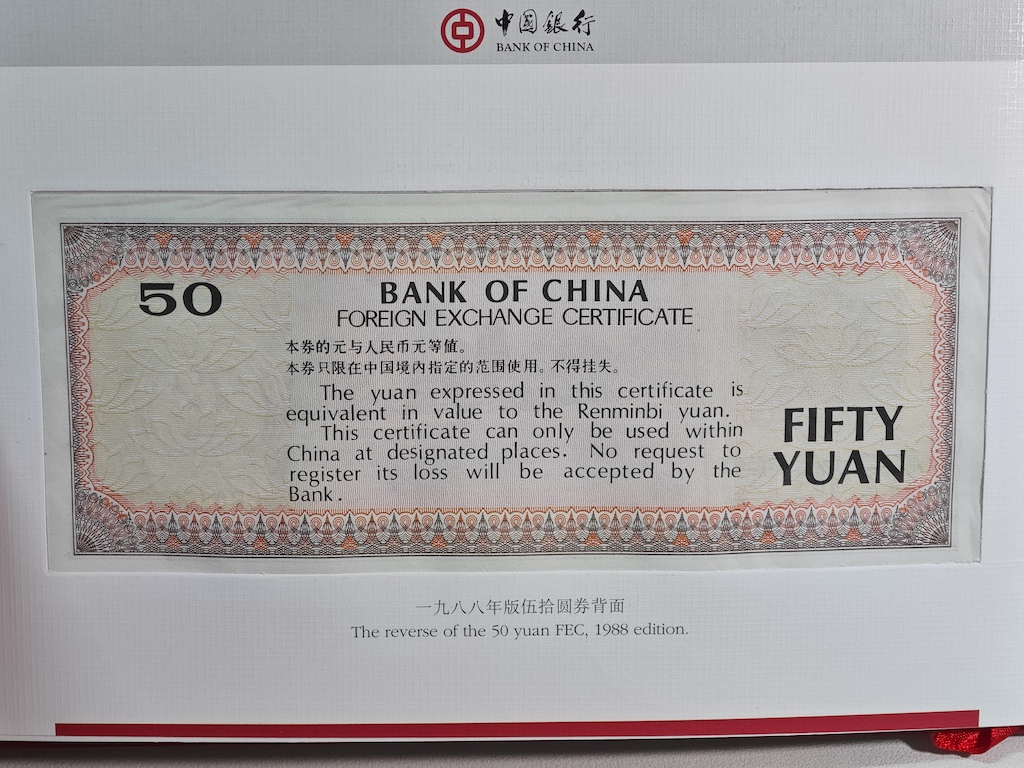 中國銀行
BANK OF CHINA
50
BANK OF CHINA
FOREIGN EXCHANGE CERTIFICATE
本券的元与人民币元等值。
本券只限在中国境内指定的范围使用。不得挂失。
The yuan expressed in this certificate is
equivalent in value to the Renminbi yuan.
This certificate can only be used within
China at designated places. No request to
register its loss will be accepted by the
Bank.
FIFTY
YUAN
一九八八年版伍拾圆券背面
The reverse of the 50 yuan FEC, 1988 edition.